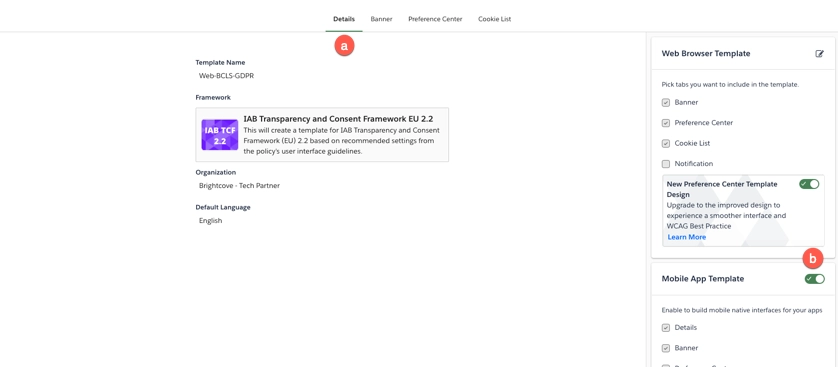 Details
Banner
Preference Center
Cookie List
a
Template Name
Web-BCLS-GDPR
Framework
IAB TCF
2.2
IAB Transparency and Consent Framework EU 2.2
This will create a template for IAB Transparency and Consent
Framework (EU) 2.2 based on recommended settings from
the policy's user interface guidelines.
Organization
Brightcove - Tech Partner
Default Language
English
Web Browser Template
Pick tabs you want to include in the template.
Banner
Preference Center
Cookie List
Notification
New Preference Center Template
Design
Upgrade to the improved design to
experience a smoother interface and
WCAG Best Practice
Learn More
b
Mobile App Template
Enable to build mobile native interfaces for your apps
Details
Banner